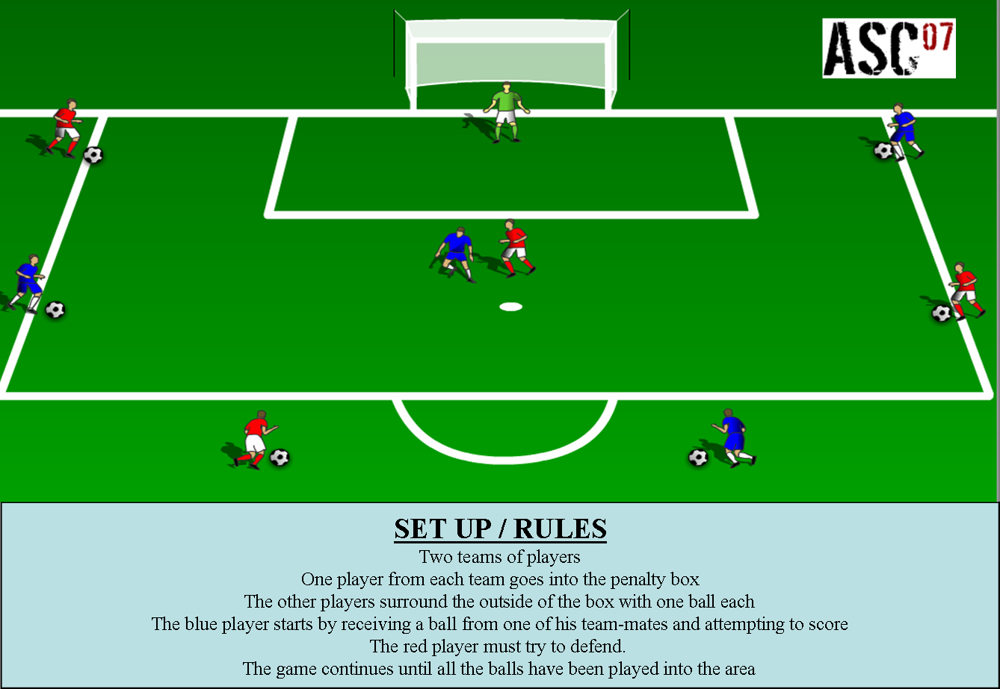 ASC07
SET UP / RULES
Two teams of players
One player from each team goes into the penalty box
The other players surround the outside of the box with one ball each
The blue player starts by receiving a ball from one of his team-mates and attempting to score
The red player must try to defend.
The game continues until all the balls have been played into the area